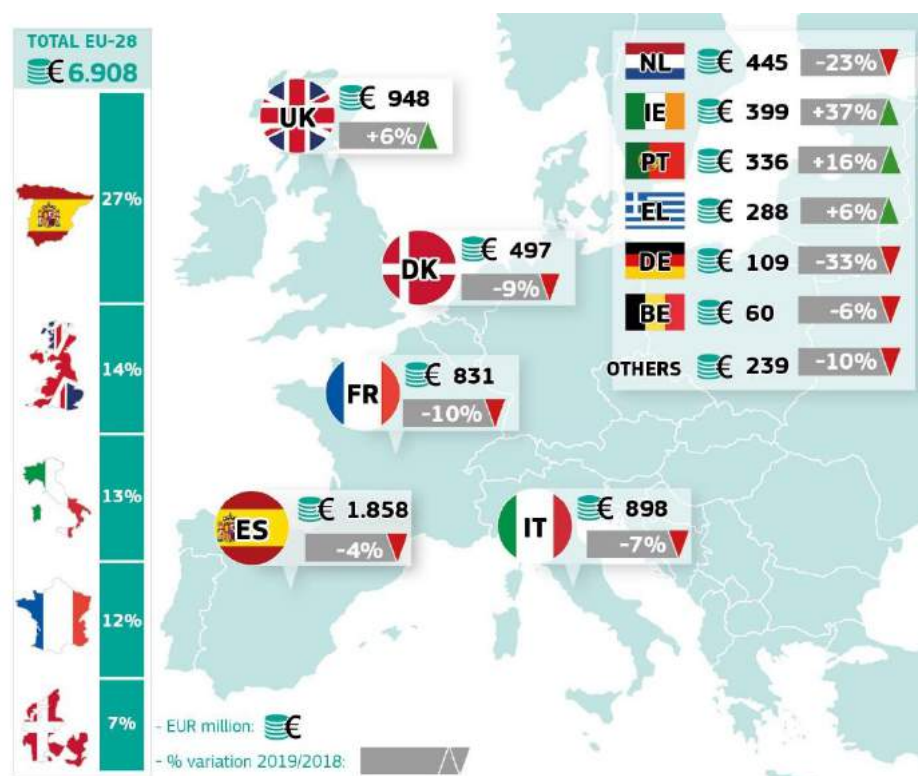 TOTAL EU-28
€ 6.908
27%
14%
13%
12%
7%
UK € 948
+6%
DK € 497
-9%
FR € 831
-10%
ES € 1.858
-4%
IT € 898
-7%
NL € 445 -23%
IE € 399 +37%
PT € 336 +16%
EL € 288 +6%
DE € 109 -33%
BE € 60 -6%
OTHERS € 239 -10%
- EUR million: €
- % variation 2019/2018: